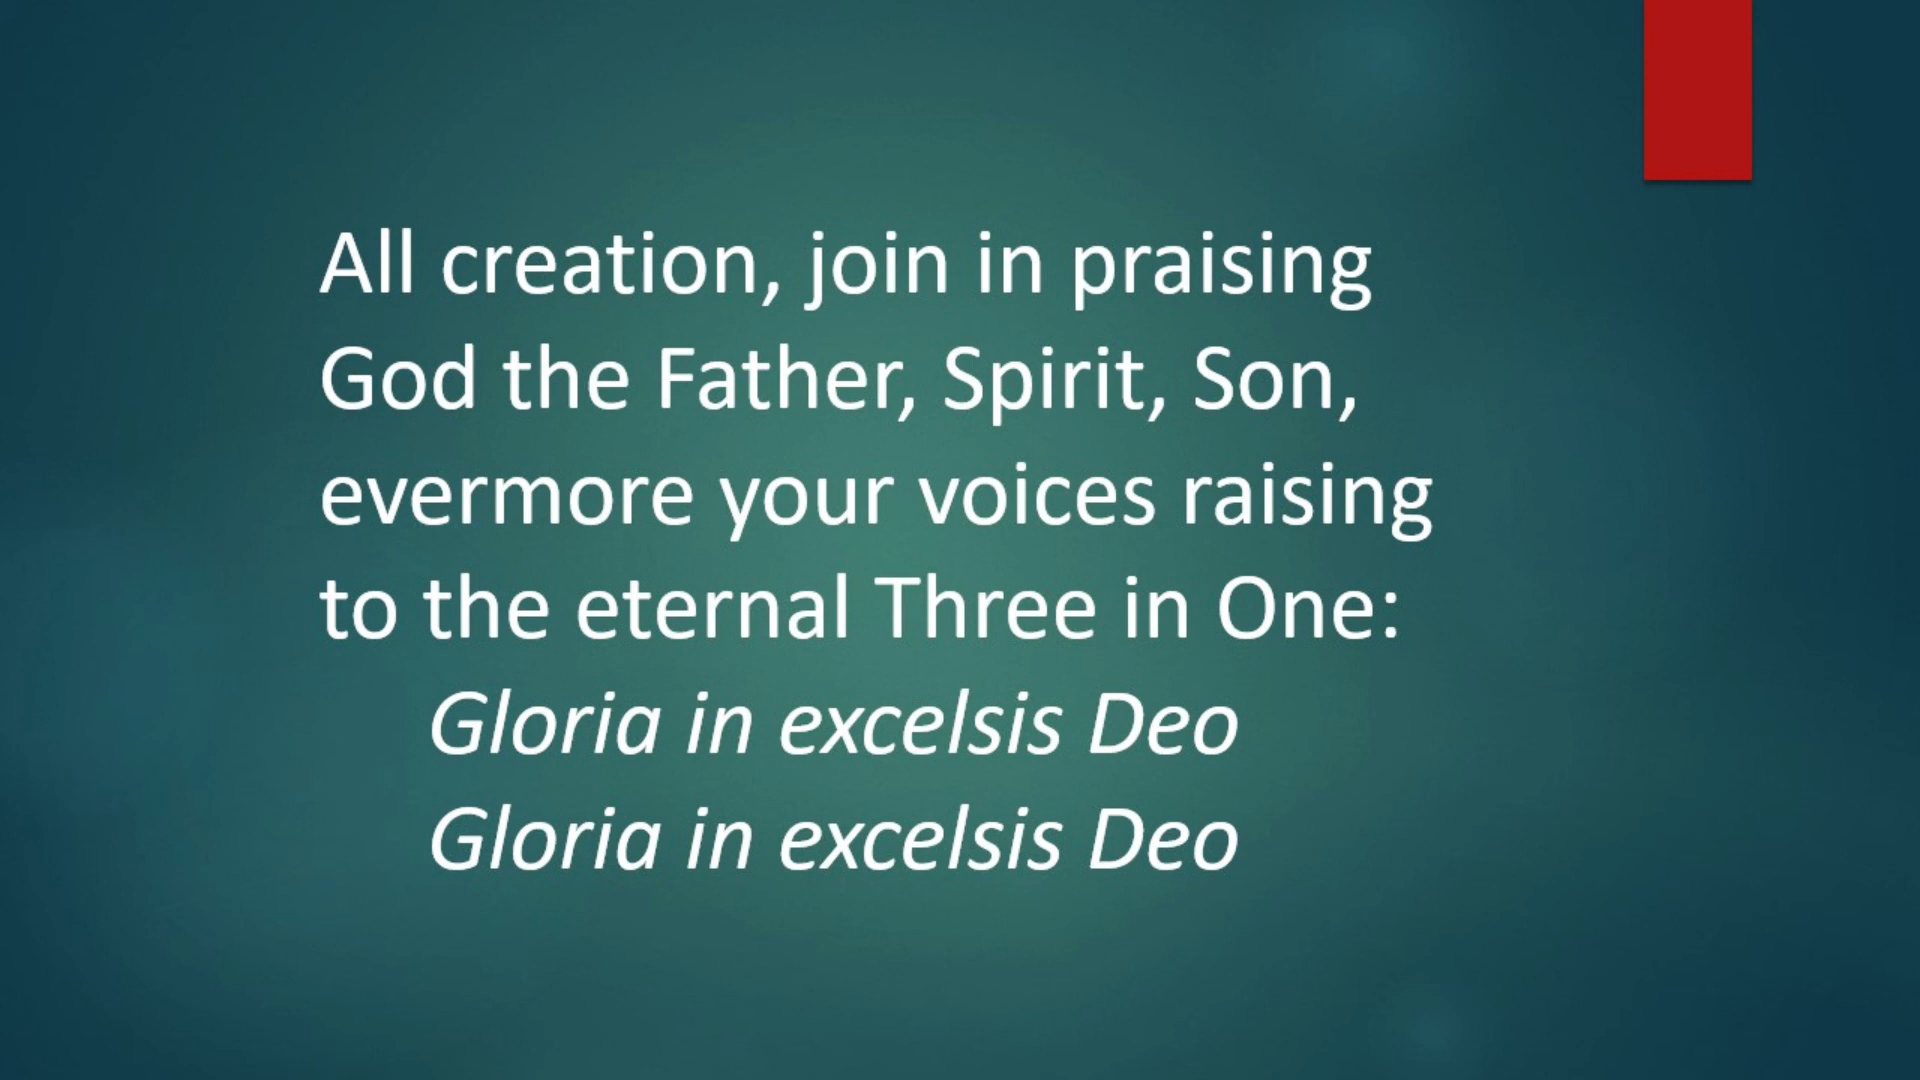 All creation, join in praising
God the Father, Spirit, Son,
evermore your voices raising
to the eternal Three in One:
Gloria in excelsis Deo
Gloria in excelsis Deo